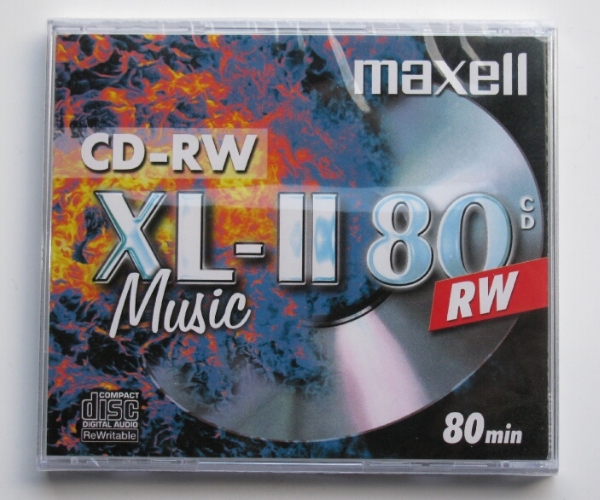 maxell
CD-RW
XL-II 80 CD
RW
Music
COMPACT
disc
DIGITAL AUDIO
ReWritable
80min